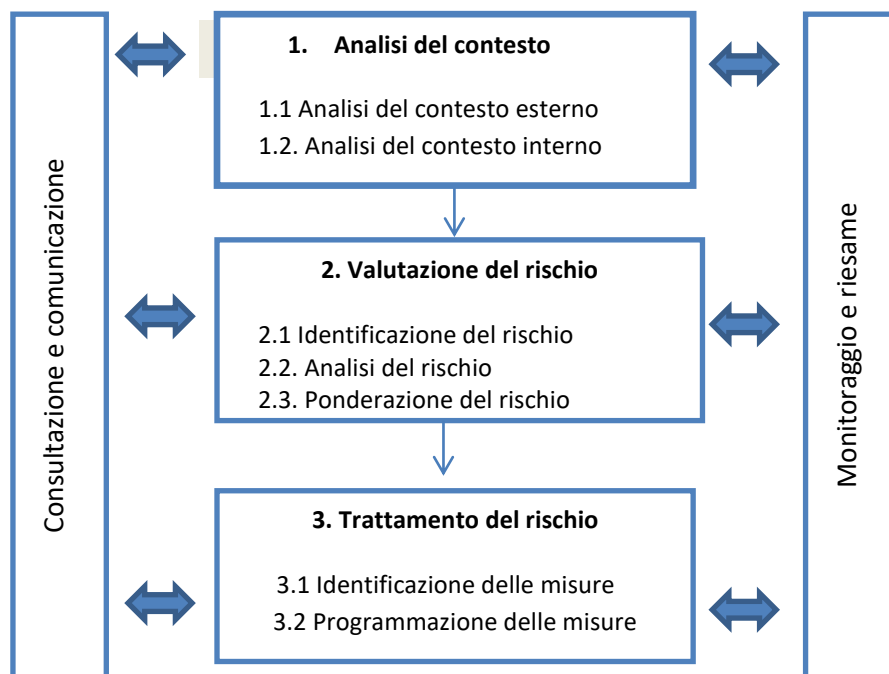 Consultazione e comunicazione
1. Analisi del contesto
1.1 Analisi del contesto esterno
1.2. Analisi del contesto interno
2. Valutazione del rischio
2.1 Identificazione del rischio
2.2. Analisi del rischio
2.3. Ponderazione del rischio
3. Trattamento del rischio
3.1 Identificazione delle misure
3.2 Programmazione delle misure
Monitoraggio e riesame